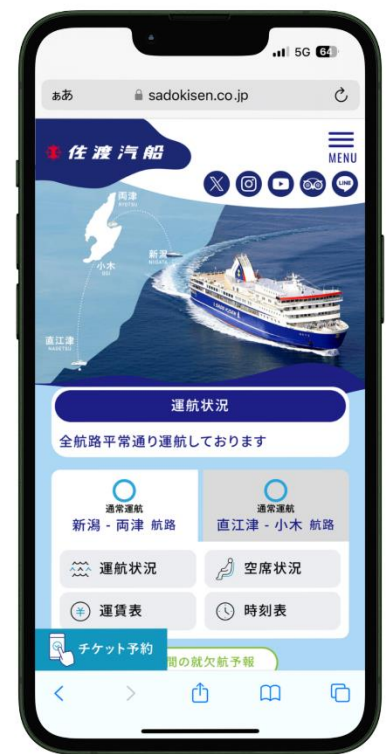 5G 64
ぁあ sadokisen.co.jp
佐渡汽船
MENU
LINE
両津
RYOTSU
新潟
NIIGATA
小木
OGI
直江津
NAOETSU
運航状況
全航路平常通り運航しております
通常運航
新潟 - 両津 航路
通常運航
直江津 - 小木 航路
運航状況
空席状況
運賃表
時刻表
チケット予約
間の就欠航予報